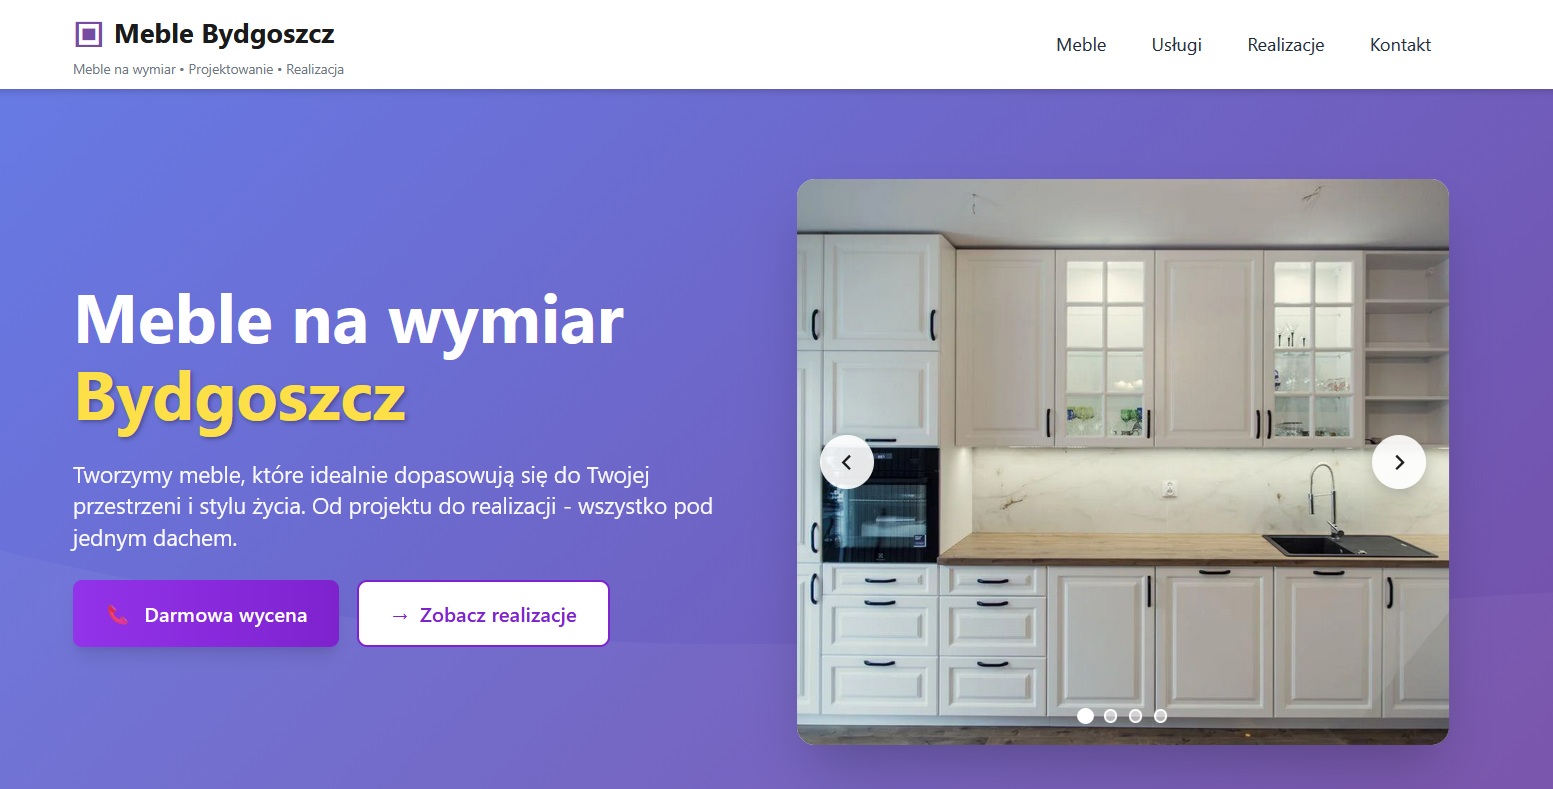 Meble Bydgoszcz
Meble na wymiar • Projektowanie • Realizacja
Meble
Usługi
Realizacje
Kontakt
Meble na wymiar
Bydgoszcz
Tworzymy meble, które idealnie dopasowują się do Twojej
przestrzeni i stylu życia. Od projektu do realizacji - wszystko pod
jednym dachem.
Darmowa wycena
→ Zobacz realizacje